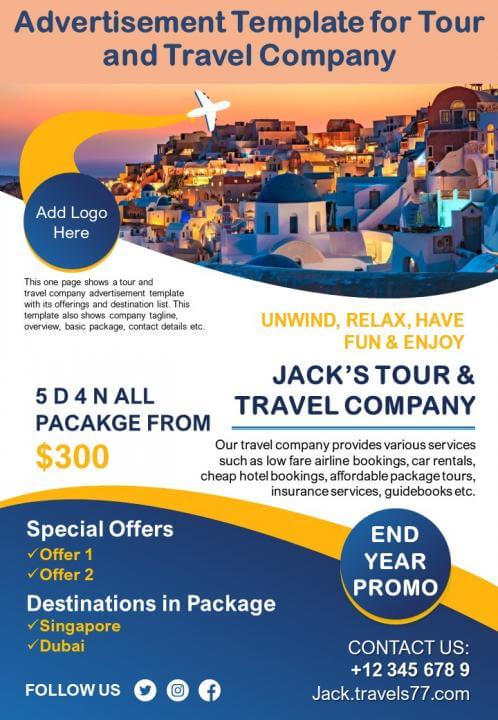 Advertisement Template for Tour
and Travel Company
Add Logo
Here
This one page shows a tour and
travel company advertisement template
with its offerings and destination list. This
template also shows company tagline,
overview, basic package, contact details etc.
UNWIND, RELAX, HAVE
FUN & ENJOY
JACK'S TOUR &
TRAVEL COMPANY
5 D 4 N ALL
PACAKGE FROM
$300
Our travel company provides various services
such as low fare airline bookings, car rentals,
cheap hotel bookings, affordable package tours,
insurance services, guidebooks etc.
Special Offers
✓Offer 1
✓Offer 2
Destinations in Package
✓Singapore
✓Dubai
END
YEAR
PROMO
CONTACT US:
+12 345 678 9
Jack.travels77.com
FOLLOW US